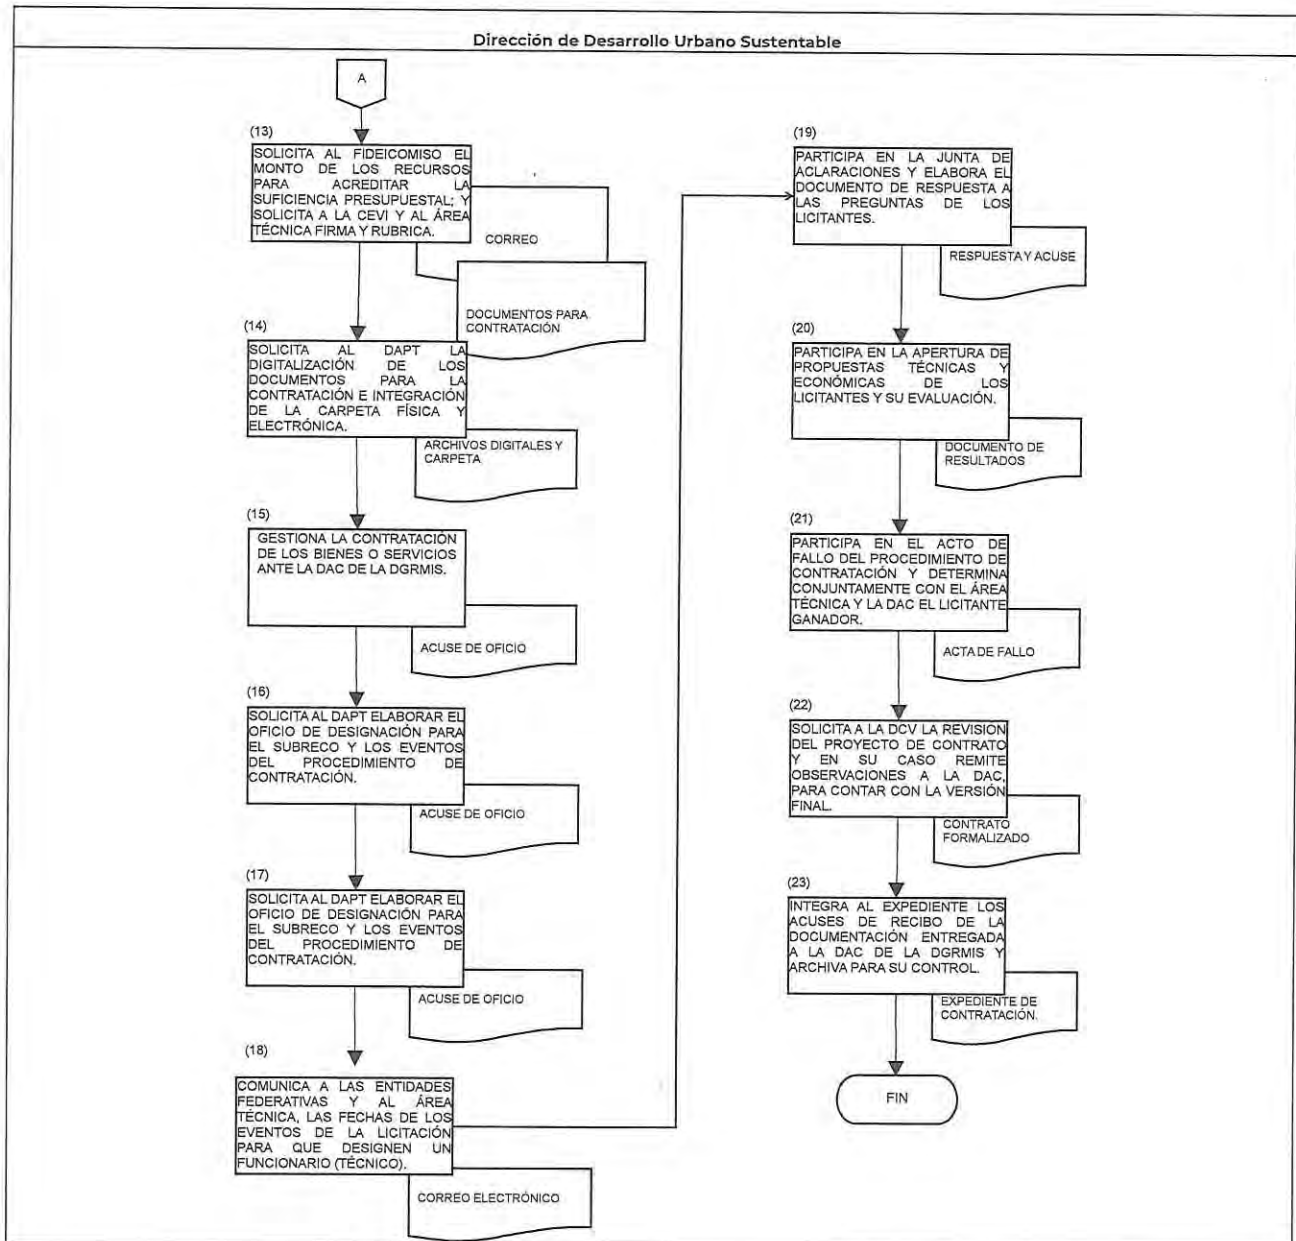 Dirección de Desarrollo Urbano Sustentable
A
(13)
SOLICITA AL FIDEICOMISO EL
MONTO DE LOS RECURSOS
PARA ACREDITAR LA
SUFICIENCIA PRESUPUESTAL; Y
SOLICITA A LA CEVI Y AL ÁREA
TÉCNICA FIRMA Y RUBRICA.
CORREO
DOCUMENTOS PARA
CONTRATACIÓN
(14)
SOLICITA AL DAPT LA
DIGITALIZACIÓN DE LOS
DOCUMENTOS PARA LA
CONTRATACIÓN E INTEGRACIÓN
DE LA CARPETA FÍSICA Y
ELECTRÓNICA.
ARCHIVOS DIGITALES Y
CARPETA
(15)
GESTIONA LA CONTRATACIÓN
DE LOS BIENES O SERVICIOS
ANTE LA DAC DE LA DGRMIS.
ACUSE DE OFICIO
(16)
SOLICITA AL DAPT ELABORAR EL
OFICIO DE DESIGNACIÓN PARA
EL SUBRECO Y LOS EVENTOS
DEL PROCEDIMIENTO DE
CONTRATACIÓN.
ACUSE DE OFICIO
(17)
SOLICITA AL DAPT ELABORAR EL
OFICIO DE DESIGNACIÓN PARA
EL SUBRECO Y LOS EVENTOS
DEL PROCEDIMIENTO DE
CONTRATACIÓN.
ACUSE DE OFICIO
(18)
COMUNICA A LAS ENTIDADES
FEDERATIVAS Y AL ÁREA
TÉCNICA, LAS FECHAS DE LOS
EVENTOS DE LA LICITACIÓN
PARA QUE DESIGNEN UN
FUNCIONARIO (TÉCNICO).
CORREO ELECTRÓNICO
(19)
PARTICIPA EN LA JUNTA DE
ACLARACIONES Y ELABORA EL
DOCUMENTO DE RESPUESTA A
LAS PREGUNTAS DE LOS
LICITANTES.
RESPUESTA Y ACUSE
(20)
PARTICIPA EN LA APERTURA DE
PROPUESTAS TÉCNICAS Y
ECONÓMICAS DE LOS
LICITANTES Y SU EVALUACIÓN.
DOCUMENTO DE
RESULTADOS
(21)
PARTICIPA EN EL ACTO DE
FALLO DEL PROCEDIMIENTO DE
CONTRATACIÓN Y DETERMINA
CONJUNTAMENTE CON EL ÁREA
TÉCNICA Y LA DAC EL LICITANTE
GANADOR.
ACTA DE FALLO
(22)
SOLICITA A LA DCV LA REVISION
DEL PROYECTO DE CONTRATO
Y EN SU CASO REMITE
OBSERVACIONES A LA DAC,
PARA CONTAR CON LA VERSIÓN
FINAL.
CONTRATO
FORMALIZADO
(23)
INTEGRA AL EXPEDIENTE LOS
ACUSES DE RECIBO DE LA
DOCUMENTACIÓN ENTREGADA
A LA DAC DE LA DGRMIS Y
ARCHIVA PARA SU CONTROL.
EXPEDIENTE DE
CONTRATACIÓN.
FIN